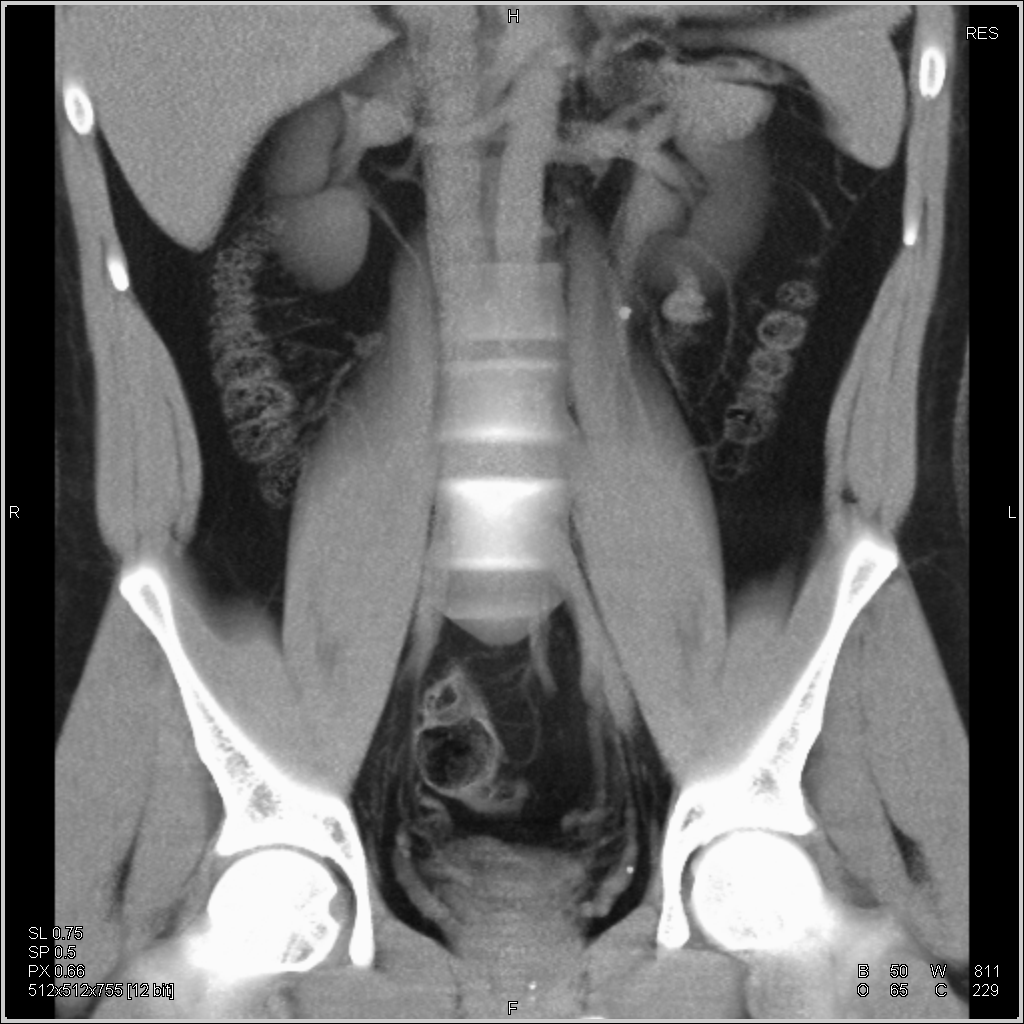 H
RES
R
L
SL 0.75
SP 0.5
PX 0.66
512x512x755 [12 bit]
B 50 W 811
O 65 C 229
F